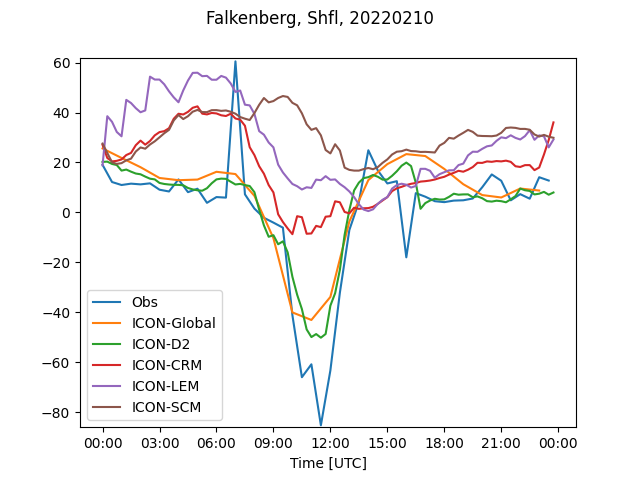 Falkenberg, Shfl, 20220210
60
40
20
0
−20
−40
−60
−80
Obs
ICON-Global
ICON-D2
ICON-CRM
ICON-LEM
ICON-SCM
00:00 03:00 06:00 09:00 12:00 15:00 18:00 21:00 00:00
Time [UTC]